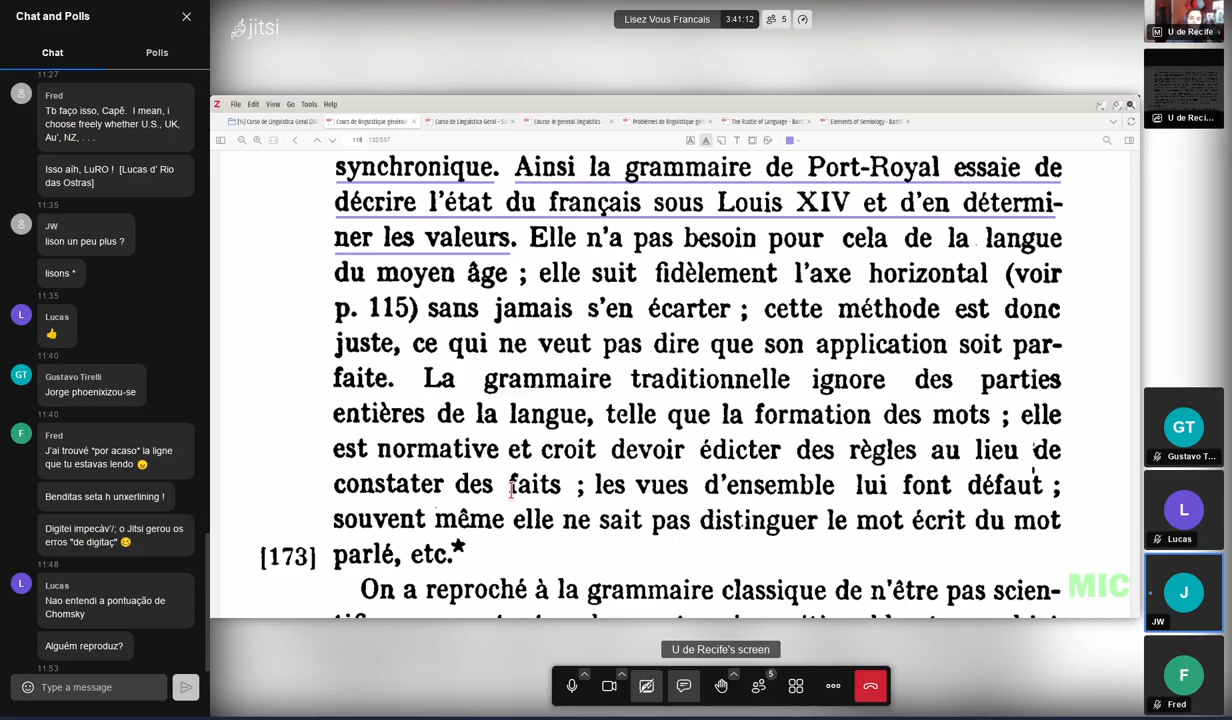 Chat and Polls
Chat
Polls
11:27
Fred
Tb faço isso, Capê. I mean, i
choose freely whether U.S., UK,
Au', NZ, . . .
Isso aíh, LuRO ! [Lucas d' Rio
das Ostras]
11:35
JW
lison un peu plus ?
lisons *
11:35
Lucas
👍
11:40
GT
Gustavo Tirelli
Jorge phoenixizou-se
11:40
F
Fred
J'ai trouvé *por acaso* la ligne
que tu estavas lendo 😠
Benditas seta h unxerlining !
Digitei impecáv'/; o Jitsi gerou os
erros "de digitaç" 🥴
11:48
L
Lucas
Nao entendi a pontuação de
Chomsky
Alguém reproduz?
11:53
Type a message
jitsi
Lisez Vous Francais
3:41:12
5
Z File Edit View Go Tools Help
Curso de Linguística Geral (20
Cours de linguistique générale
Curso de Linguística Geral - Sa
Course in general linguistics -
Problèmes de linguistique gé
The Rustle of Language - Bart
Elements of Semiology - Barth
118 132/537
synchronique. Ainsi la grammaire de Port-Royal essaie de
décrire l'état du français sous Louis XIV et d'en détermi-
ner les valeurs. Elle n'a pas besoin pour cela de la langue
du moyen âge ; elle suit fidèlement l'axe horizontal (voir
p. 115) sans jamais s'en écarter ; cette méthode est donc
juste, ce qui ne veut pas dire que son application soit par-
faite. La grammaire traditionnelle ignore des parties
entières de la langue, telle que la formation des mots ; elle
est normative et croit devoir édicter des règles au lieu de
constater des faits ; les vues d'ensemble lui font défaut ;
souvent même elle ne sait pas distinguer le mot écrit du mot
[173] parlé, etc.*
On a reproché à la grammaire classique de n'être pas scien-
MIC
U de Recife's screen
5
M U de Recife
U de Reci...
GT
Gustavo T...
L
Lucas
J
JW
F
Fred